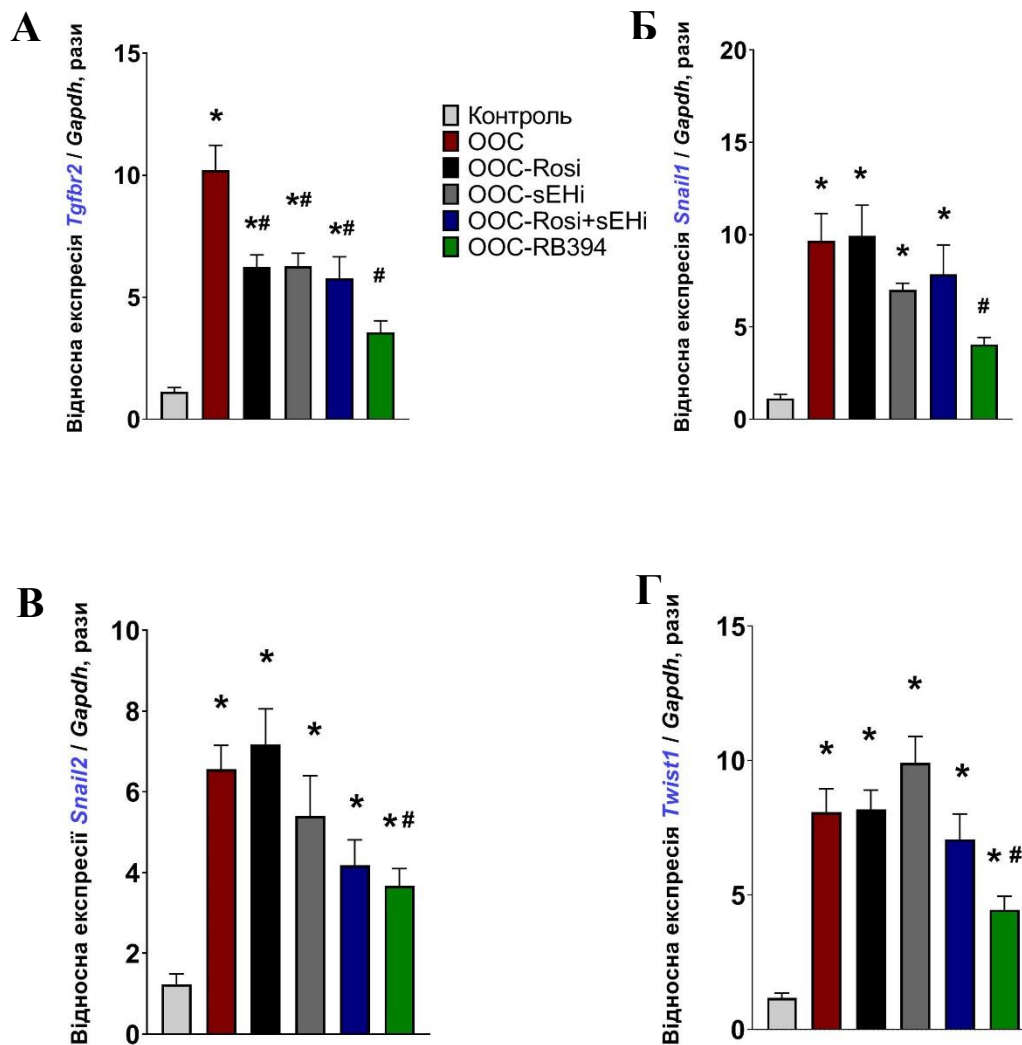 А
Відносна експресія Tgfbr2 / Gapdh, рази
15
10
5
0
*
*#
*#
*#
#
Контроль
ООС
ООС-Rosi
ООС-sEHi
ООС-Rosi+sEHi
ООС-RB394
Б
Відносна експресія Snail1 / Gapdh, рази
20
15
10
5
0
*
*
*
*
#
В
Відносна експресії Snail2 / Gapdh, рази
10
8
6
4
2
0
*
*
*
*
*#
Г
Відносна експресія Twist1 / Gapdh, рази
15
10
5
0
*
*
*
*
*#